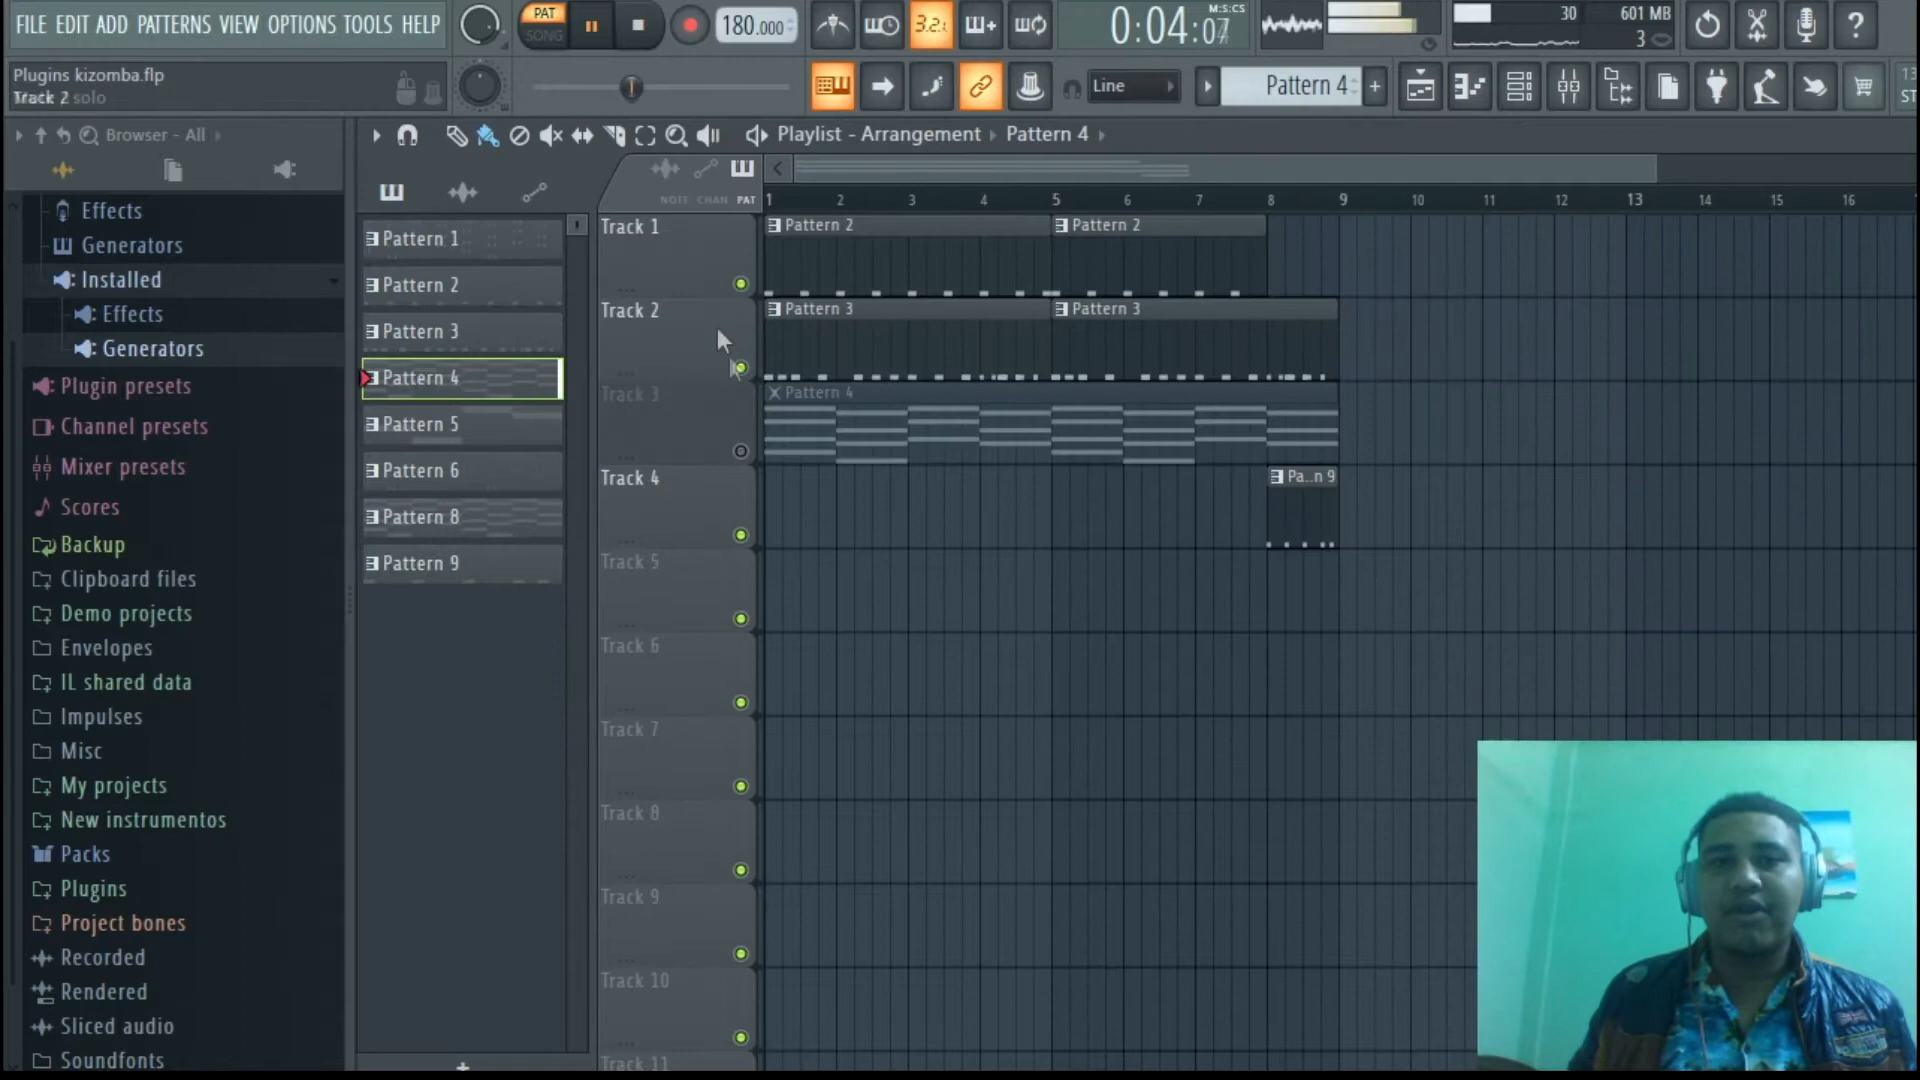 FILE EDIT ADD PATTERNS VIEW OPTIONS TOOLS HELP
PAT
SONG
180.000
3.2.
M:S:CS
0:04:07
30
601 MB
3
Plugins kizomba.flp
Track 2 solo
Line
Pattern 4
Browser - All
Playlist - Arrangement Pattern 4
NOTE CHAN PAT
1 2 3 4 5 6 7 8 9 10 11 12 13 14 15 16
Effects
Generators
Installed
Effects
Generators
Plugin presets
Channel presets
Mixer presets
Scores
Backup
Clipboard files
Demo projects
Envelopes
IL shared data
Impulses
Misc
My projects
New instrumentos
Packs
Plugins
Project bones
Recorded
Rendered
Sliced audio
Soundfonts
Pattern 1
Pattern 2
Pattern 3
Pattern 4
Pattern 5
Pattern 6
Pattern 8
Pattern 9
Track 1
Pattern 2
Pattern 2
Track 2
Pattern 3
Pattern 3
Track 3
Pattern 4
Track 4
Pa..n 9
Track 5
Track 6
Track 7
Track 8
Track 9
Track 10
Track 11